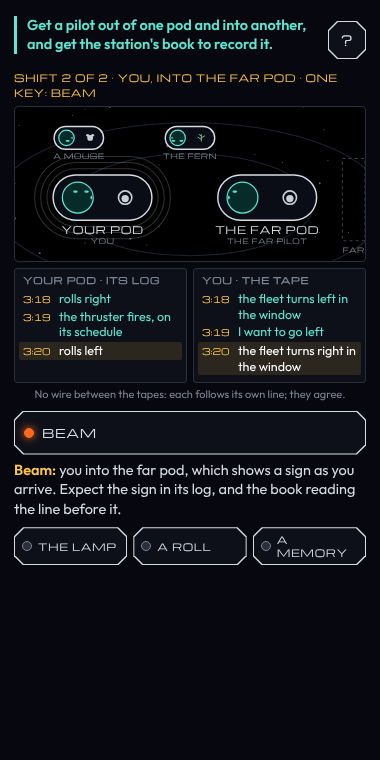 Get a pilot out of one pod and into another,
and get the station's book to record it.
?
SHIFT 2 OF 2 · YOU, INTO THE FAR POD · ONE
KEY: BEAM
A MOUSE
THE FERN
YOUR POD
YOU
THE FAR POD
THE FAR PILOT
FAR
YOUR POD · ITS LOG
3:18 rolls right
3:19 the thruster fires, on
its schedule
3:20 rolls left
YOU · THE TAPE
3:18 the fleet turns left in
the window
3:19 I want to go left
3:20 the fleet turns right in
the window
No wire between the tapes: each follows its own line; they agree.
BEAM
Beam: you into the far pod, which shows a sign as you
arrive. Expect the sign in its log, and the book reading
the line before it.
THE LAMP
A ROLL
A
MEMORY